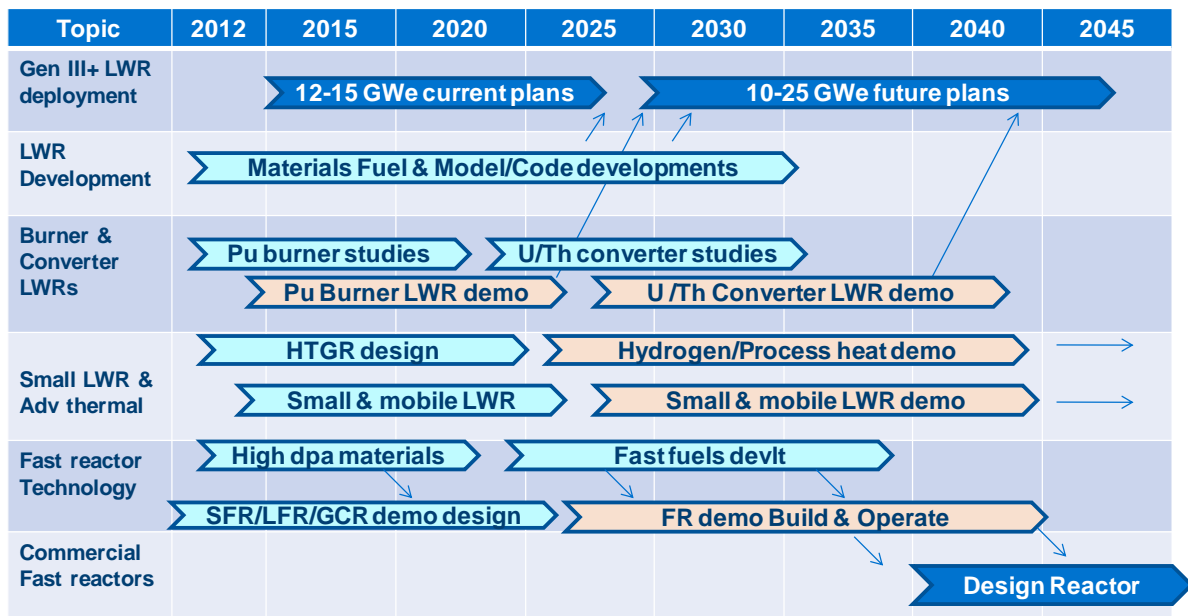 Topic 2012 2015 2020 2025 2030 2035 2040 2045
Gen III+ LWR
deployment
12-15 GWe current plans
10-25 GWe future plans
LWR
Development
Materials Fuel & Model/Code developments
Burner &
Converter
LWRs
Pu burner studies
U/Th converter studies
Pu Burner LWR demo
U /Th Converter LWR demo
Small LWR &
Adv thermal
HTGR design
Hydrogen/Process heat demo
Small & mobile LWR
Small & mobile LWR demo
Fast reactor
Technology
High dpa materials
Fast fuels devlt
SFR/LFR/GCR demo design
FR demo Build & Operate
Commercial
Fast reactors
Design Reactor